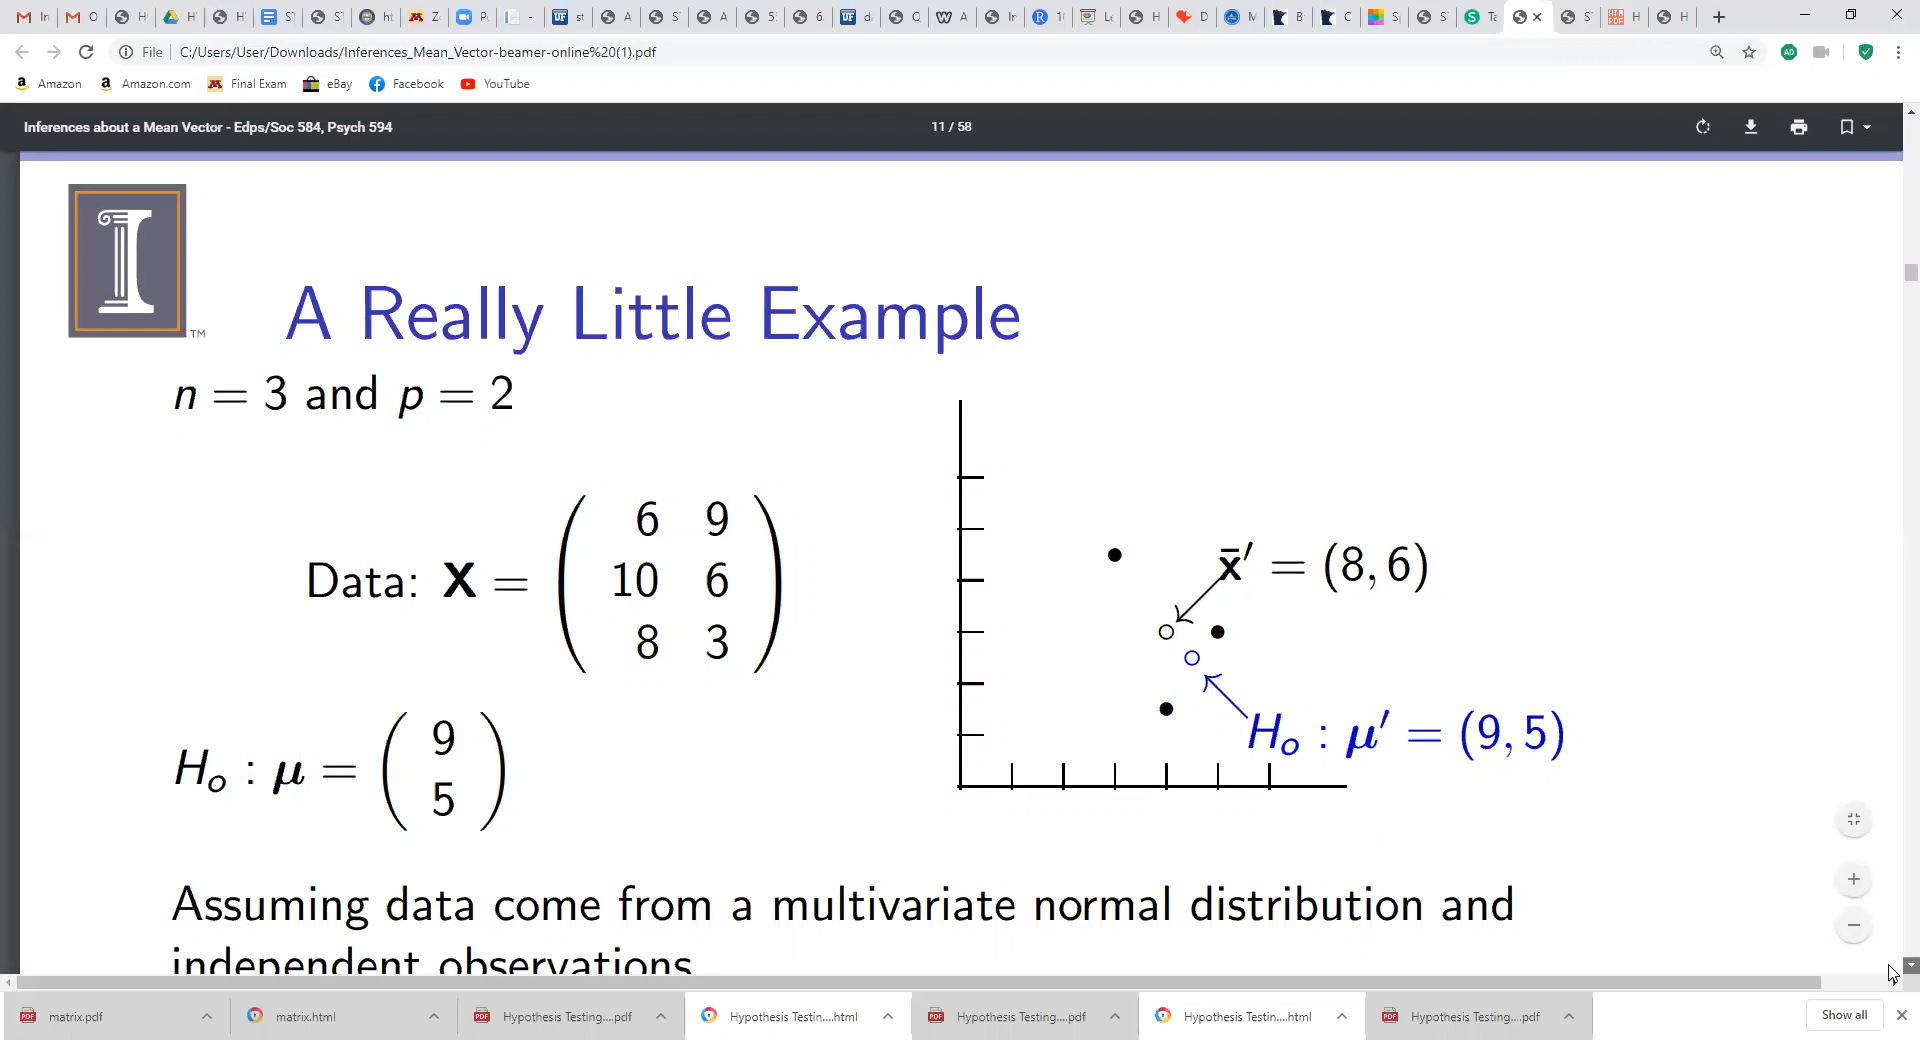 File C:/Users/User/Downloads/Inferences_Mean_Vector-beamer-online%20(1).pdf
Amazon Amazon.com Final Exam eBay Facebook YouTube
Inferences about a Mean Vector - Edps/Soc 584, Psych 594 11 / 58
I TM
A Really Little Example
n = 3 and p = 2
Data: X = ( 6 9
10 6
8 3 )
x̄′ = (8, 6)
Hₒ : μ′ = (9, 5)
Hₒ : μ = ( 9
5 )
Assuming data come from a multivariate normal distribution and
independent observations
matrix.pdf matrix.html Hypothesis Testing....pdf Hypothesis Testin....html Hypothesis Testing....pdf Hypothesis Testin....html Hypothesis Testing....pdf Show all